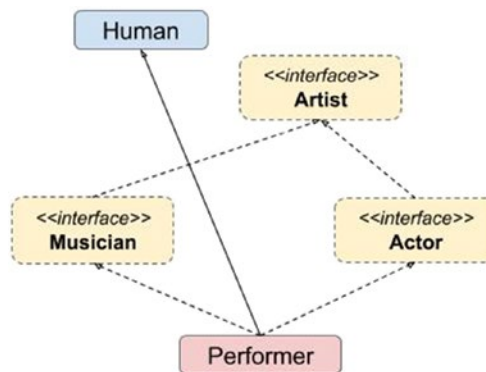 Human
<<interface>>
Artist
<<interface>>
Musician
<<interface>>
Actor
Performer